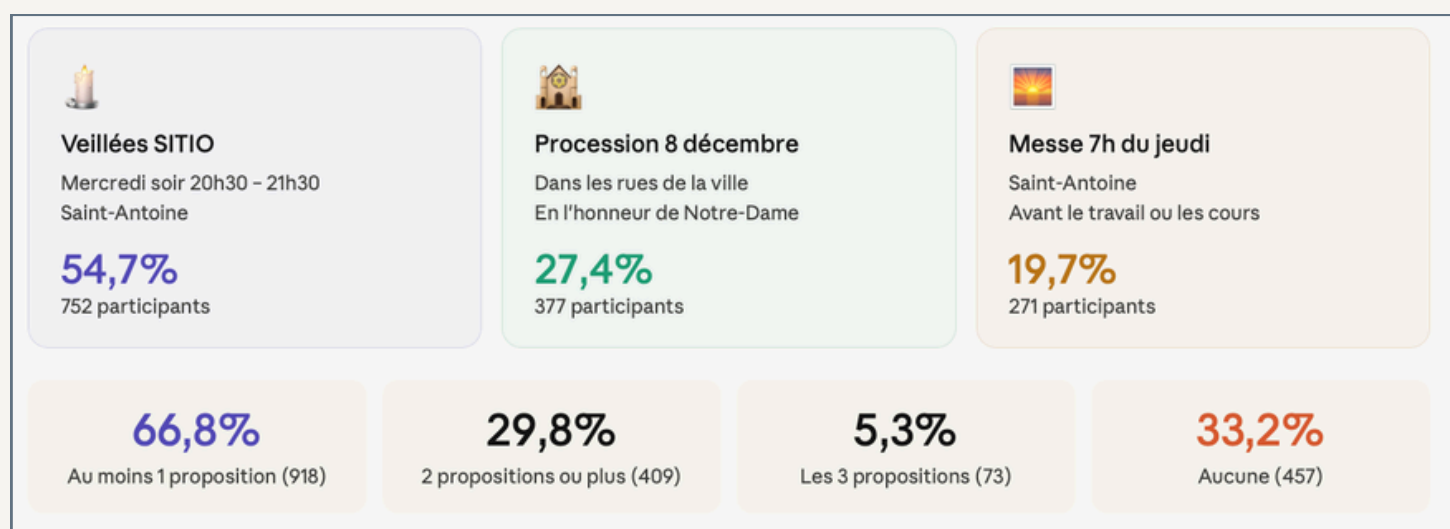 Veillées SITIO
Mercredi soir 20h30 – 21h30
Saint-Antoine
54,7%
752 participants
Procession 8 décembre
Dans les rues de la ville
En l'honneur de Notre-Dame
27,4%
377 participants
Messe 7h du jeudi
Saint-Antoine
Avant le travail ou les cours
19,7%
271 participants
66,8%
Au moins 1 proposition (918)
29,8%
2 propositions ou plus (409)
5,3%
Les 3 propositions (73)
33,2%
Aucune (457)